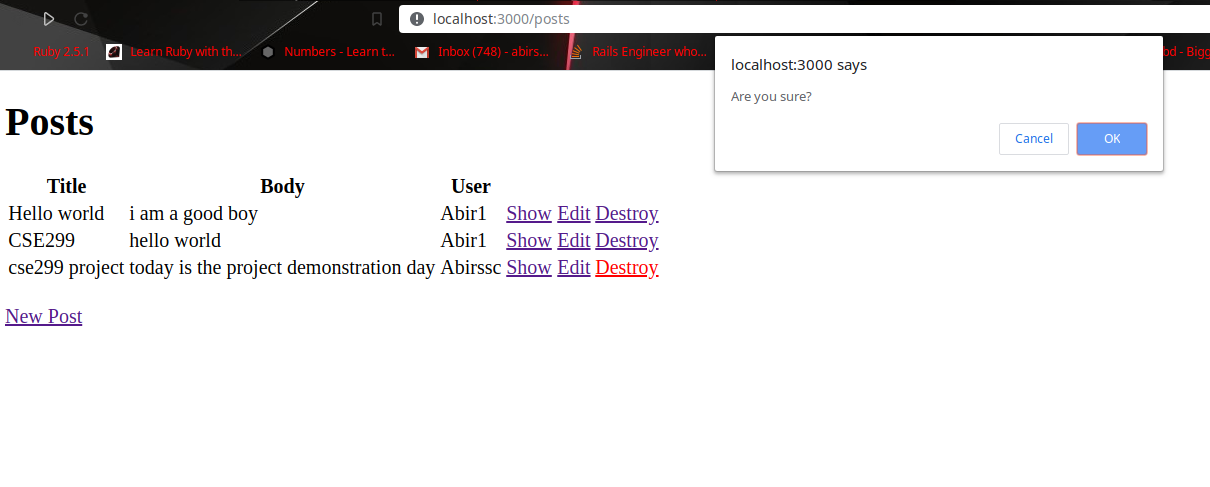 localhost:3000/posts
Ruby 2.5.1 Learn Ruby with th... Numbers - Learn t... Inbox (748) - abirs... Rails Engineer who... bd - Bigg
localhost:3000 says
Are you sure?
Cancel OK
Posts
Title Body User
Hello world i am a good boy Abir1 Show Edit Destroy
CSE299 hello world Abir1 Show Edit Destroy
cse299 project today is the project demonstration day Abirssc Show Edit Destroy
New Post